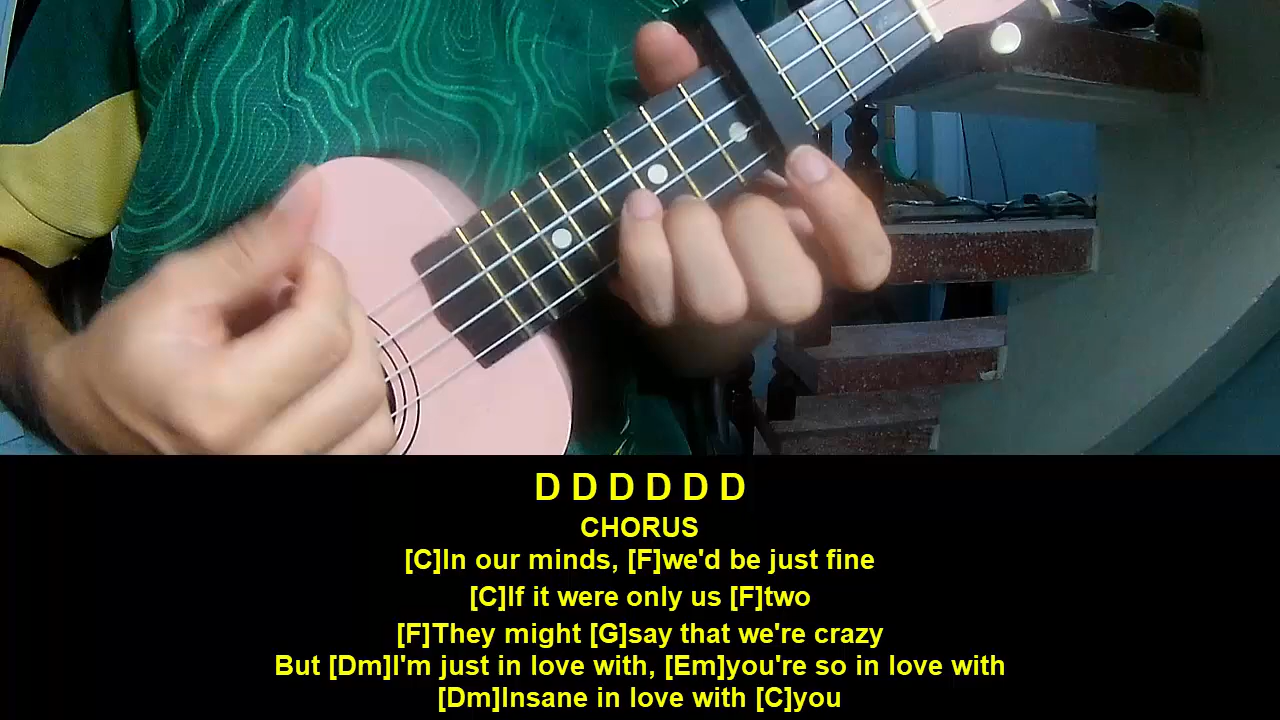 D D D D D D
CHORUS
[C]In our minds, [F]we'd be just fine
[C]If it were only us [F]two
[F]They might [G]say that we're crazy
But [Dm]I'm just in love with, [Em]you're so in love with
[Dm]Insane in love with [C]you